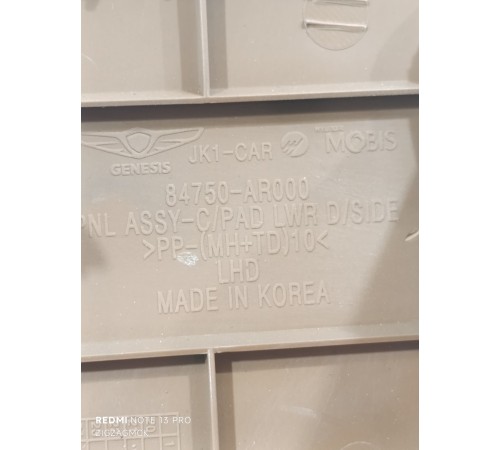 GENESIS JK1-CAR MOBIS
84750-AR000
PNL ASSY-C/PAD LWR D/SIDE
>PP-(MH+TD)10<
LHD
MADE IN KOREA
REDMI NOTE 13 PRO